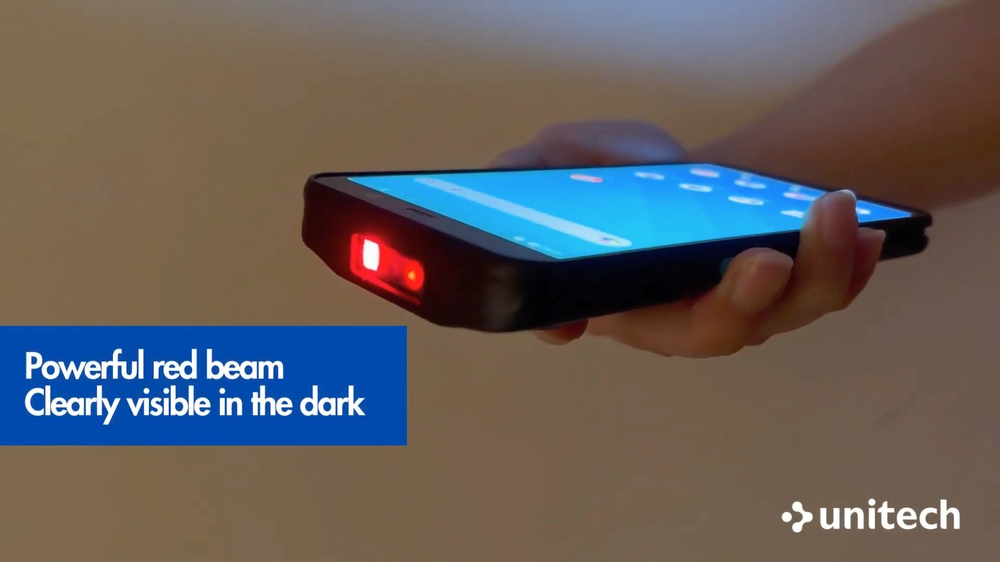 Powerful red beam
Clearly visible in the dark
unitech